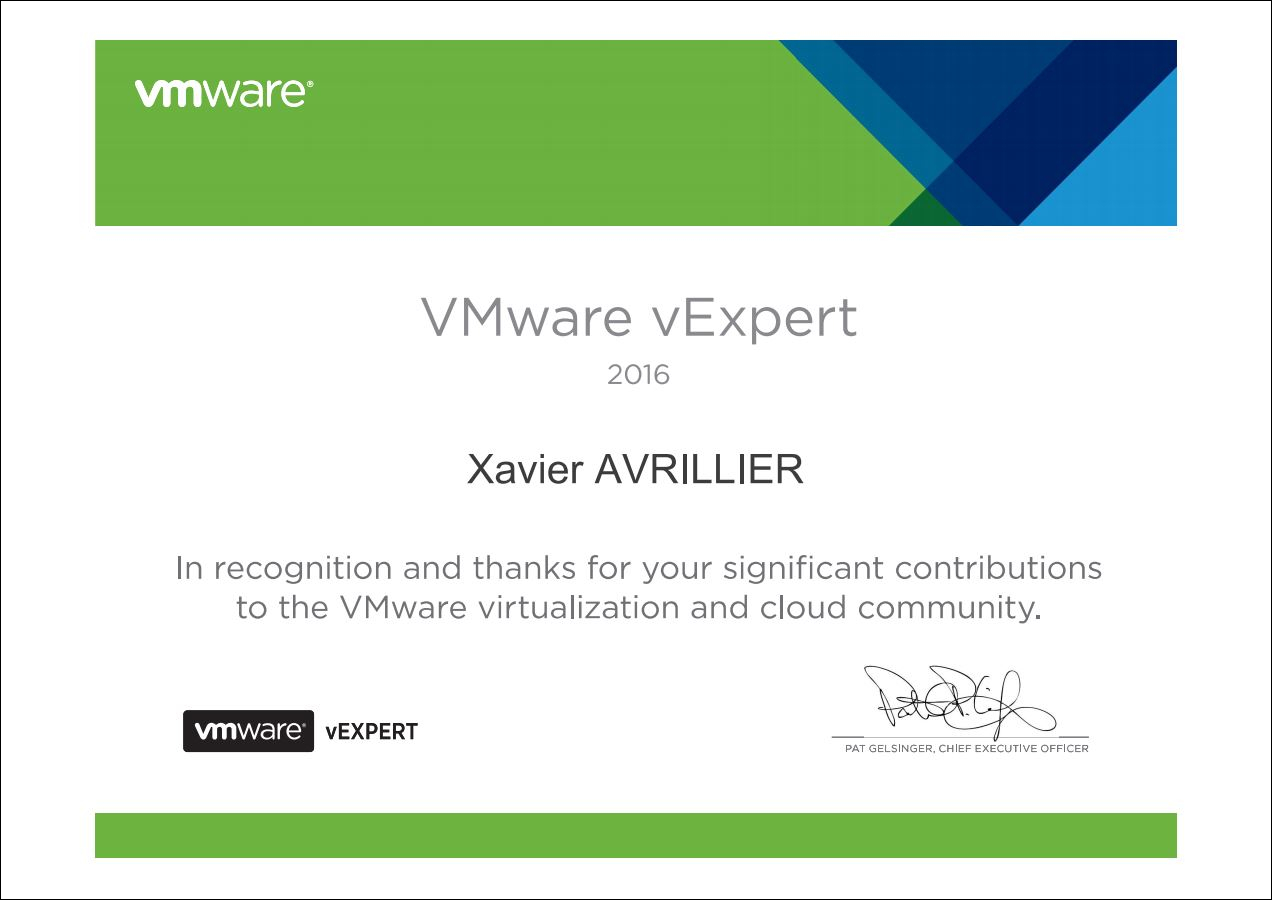 vmware®
VMware vExpert
2016
Xavier AVRILLIER
In recognition and thanks for your significant contributions
to the VMware virtualization and cloud community.
vmware® vEXPERT
PAT GELSINGER, CHIEF EXECUTIVE OFFICER